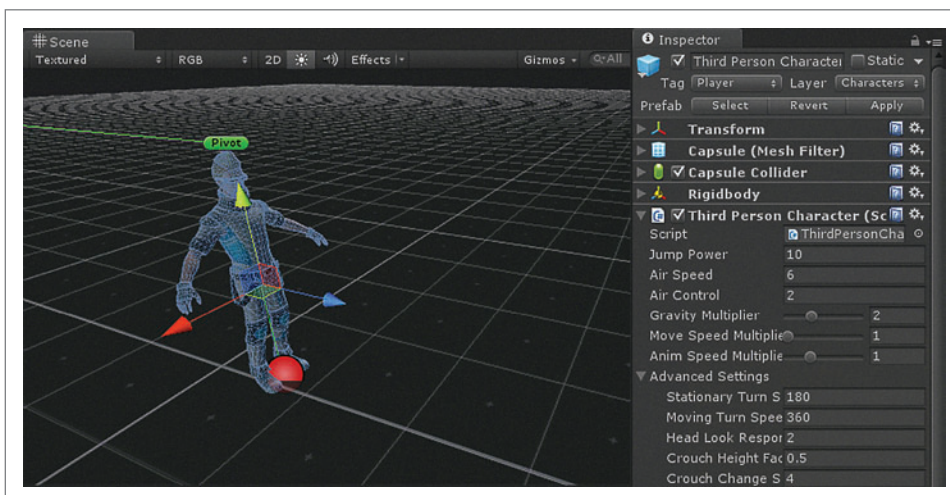 Scene
Textured RGB 2D Effects Gizmos All
Pivot
Inspector
Third Person Character Static
Tag Player Layer Characters
Prefab Select Revert Apply
Transform
Capsule (Mesh Filter)
Capsule Collider
Rigidbody
Third Person Character (Sc
Script ThirdPersonCha
Jump Power 10
Air Speed 6
Air Control 2
Gravity Multiplier 2
Move Speed Multiplie 1
Anim Speed Multiplie 1
Advanced Settings
Stationary Turn S 180
Moving Turn Spee 360
Head Look Respor 2
Crouch Height Fac 0.5
Crouch Change S 4